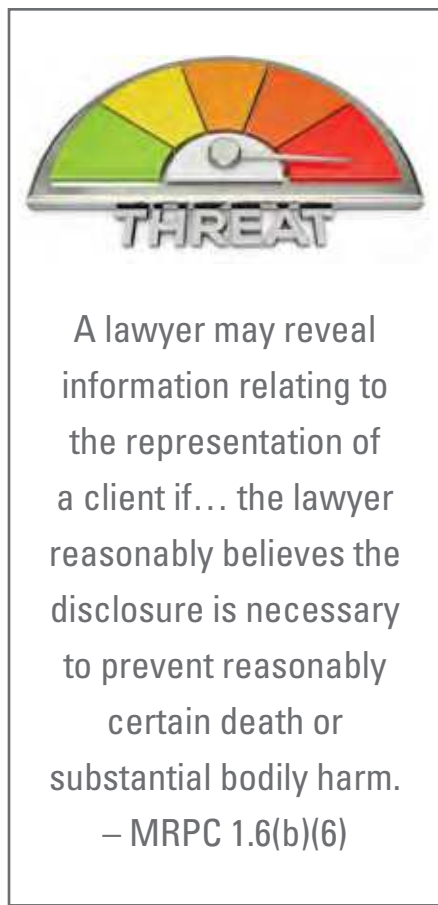 THREAT
A lawyer may reveal
information relating to
the representation of
a client if… the lawyer
reasonably believes the
disclosure is necessary
to prevent reasonably
certain death or
substantial bodily harm.
– MRPC 1.6(b)(6)